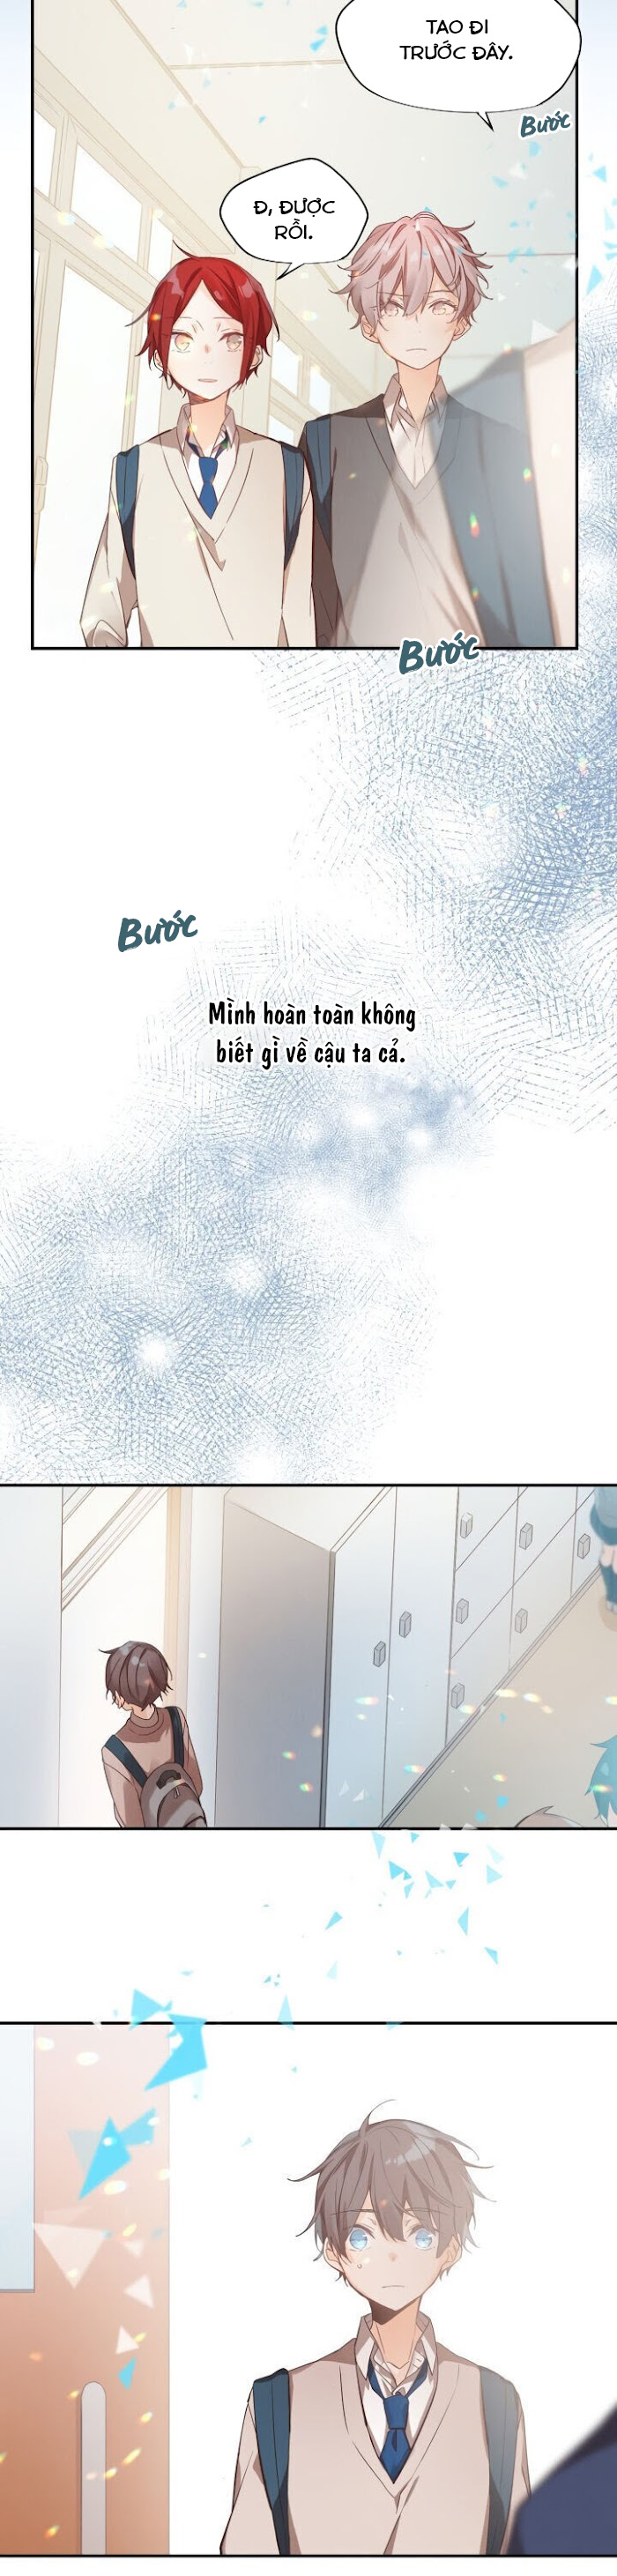 TAO ĐI
TRƯỚC ĐÂY.
Bước
Đ, ĐƯỢC
RỒI.
Bước
Bước
Mình hoàn toàn không
biết gì về cậu ta cả.